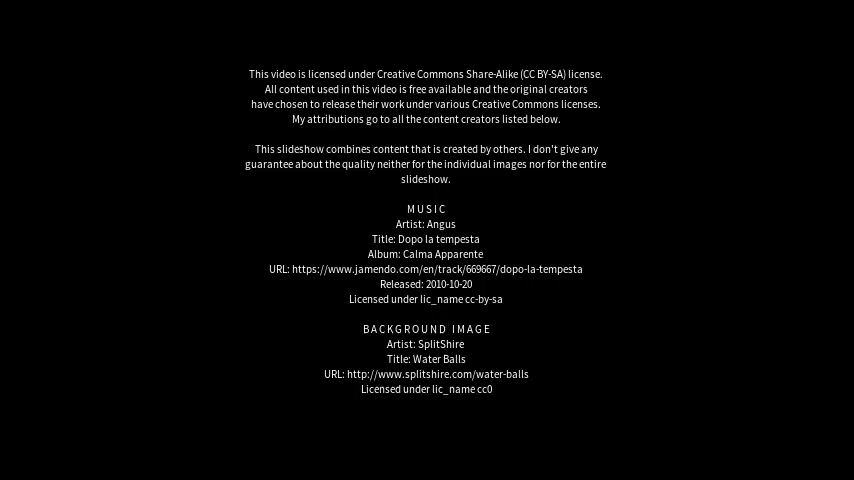 This video is licensed under Creative Commons Share-Alike (CC BY-SA) license.
All content used in this video is free available and the original creators
have chosen to release their work under various Creative Commons licenses.
My attributions go to all the content creators listed below.
This slideshow combines content that is created by others. I don't give any
guarantee about the quality neither for the individual images nor for the entire
slideshow.
MUSIC
Artist: Angus
Title: Dopo la tempesta
Album: Calma Apparente
URL: https://www.jamendo.com/en/track/669667/dopo-la-tempesta
Released: 2010-10-20
Licensed under lic_name cc-by-sa
BACKGROUND IMAGE
Artist: SplitShire
Title: Water Balls
URL: http://www.splitshire.com/water-balls
Licensed under lic_name cc0